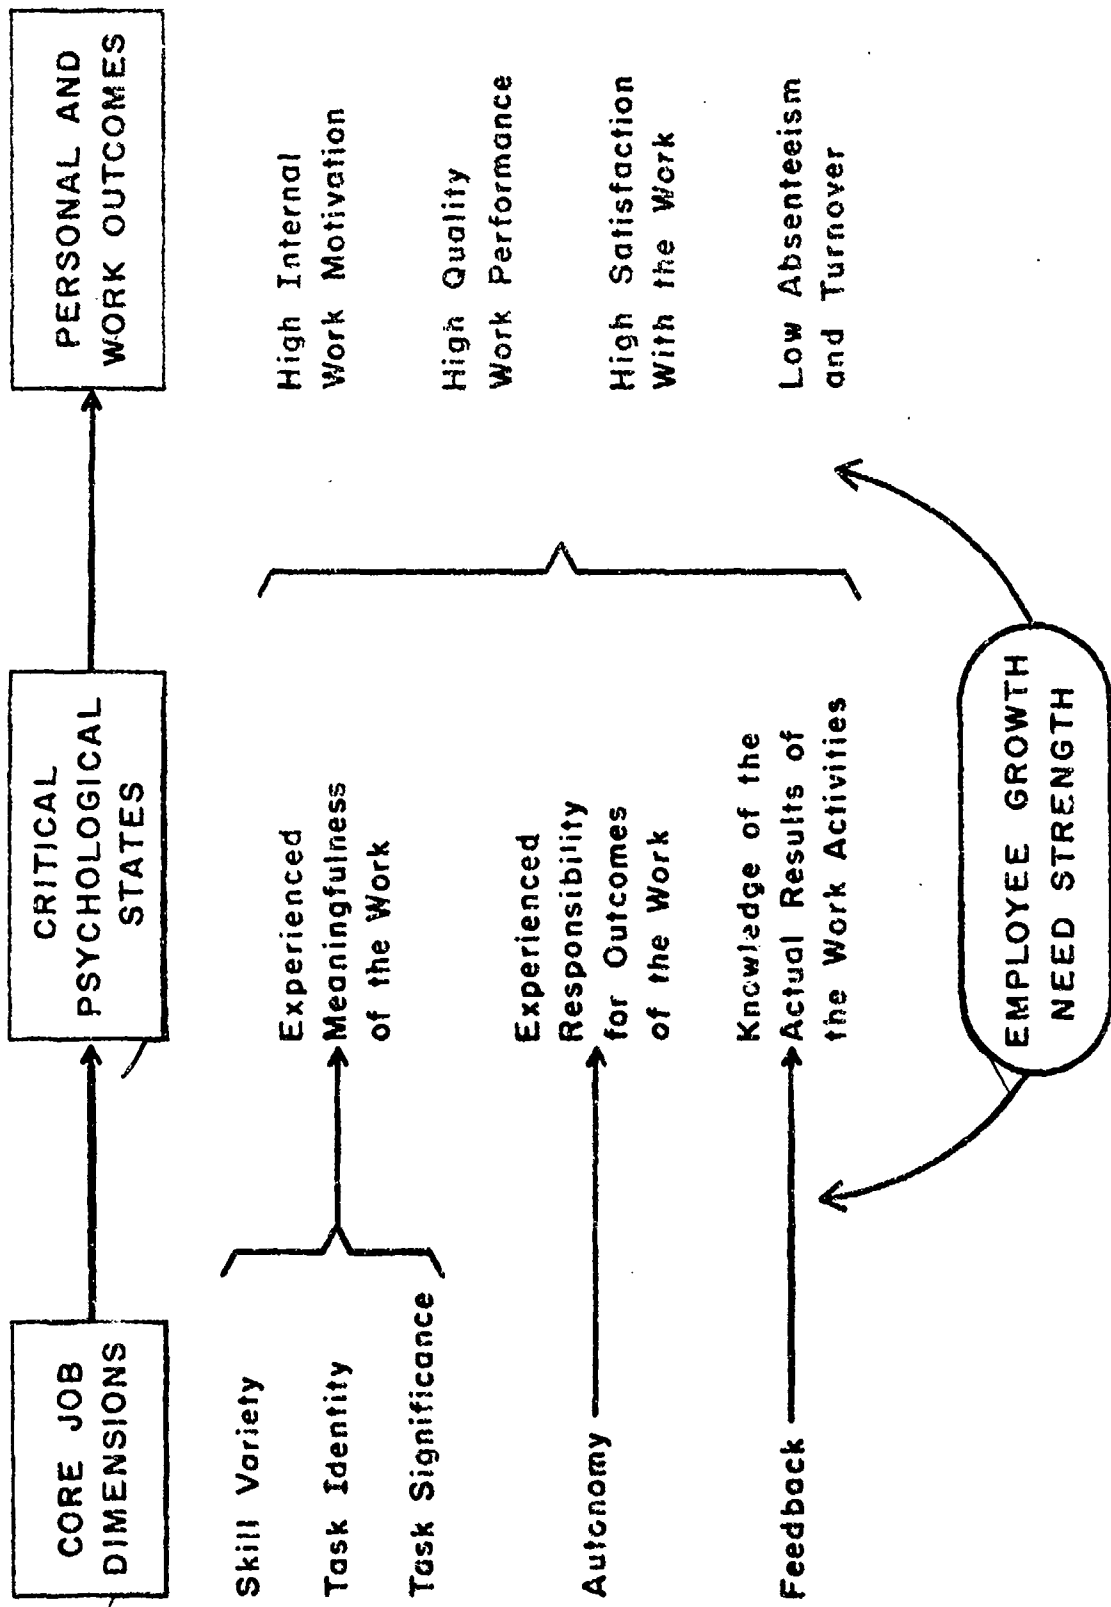 CORE JOB
DIMENSIONS
CRITICAL
PSYCHOLOGICAL
STATES
PERSONAL AND
WORK OUTCOMES
Skill Variety
Task Identity
Task Significance
Experienced
Meaningfulness
of the Work
Autonomy
Experienced
Responsibility
for Outcomes
of the Work
Feedback
Knowledge of the
Actual Results of
the Work Activities
High Internal
Work Motivation
High Quality
Work Performance
High Satisfaction
With the Work
Low Absenteeism
and Turnover
EMPLOYEE GROWTH
NEED STRENGTH